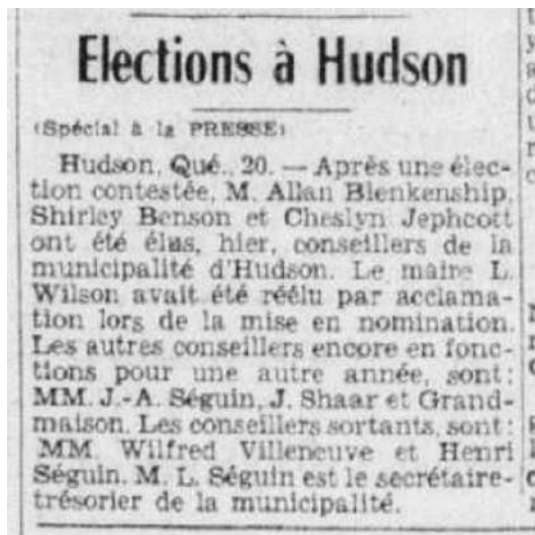 Elections à Hudson
(Spécial à la PRESSE)
Hudson, Qué., 20. — Après une élec-
tion contestée, M. Allan Blenkenship,
Shirley Benson et Cheslyn Jephcott
ont été élus, hier, conseillers de la
municipalité d'Hudson. Le maire L.
Wilson avait été réélu par acclama-
tion lors de la mise en nomination.
Les autres conseillers encore en fonc-
tions pour une autre année, sont:
MM. J.-A. Séguin, J. Shaar et Grand-
maison. Les conseillers sortants, sont:
MM. Wilfred Villeneuve et Henri
Séguin. M. L. Séguin est le secrétaire-
trésorier de la municipalité.